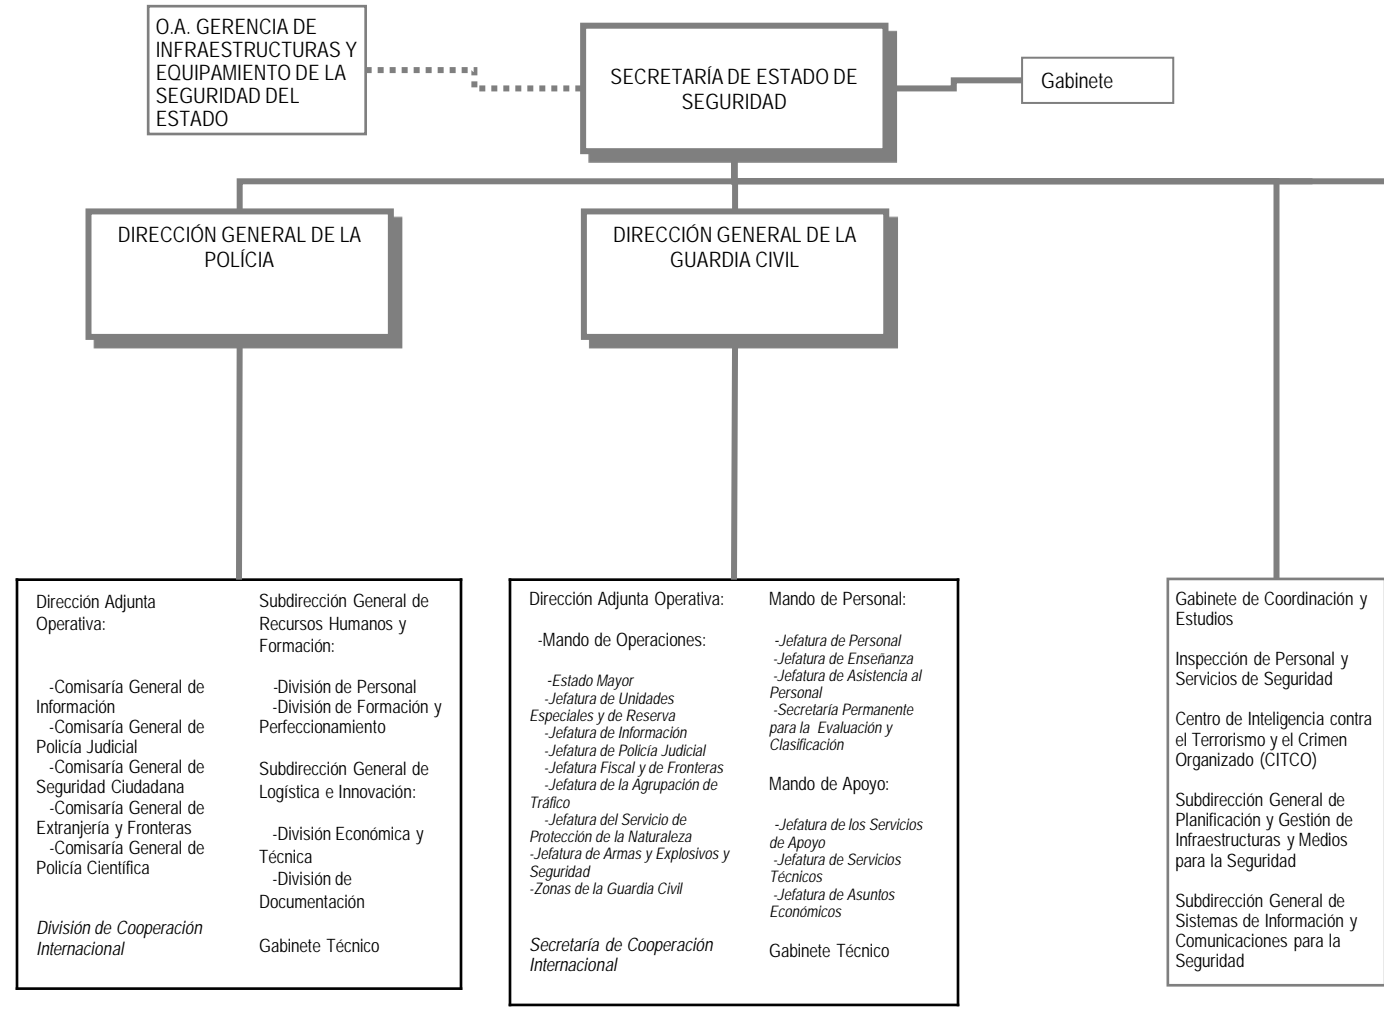 O.A. GERENCIA DE
INFRAESTRUCTURAS Y
EQUIPAMIENTO DE LA
SEGURIDAD DEL
ESTADO
SECRETARÍA DE ESTADO DE
SEGURIDAD
Gabinete
DIRECCIÓN GENERAL DE LA
POLÍCIA
DIRECCIÓN GENERAL DE LA
GUARDIA CIVIL
Dirección Adjunta
Operativa:
-Comisaría General de
Información
-Comisaría General de
Policía Judicial
-Comisaría General de
Seguridad Ciudadana
-Comisaría General de
Extranjería y Fronteras
-Comisaría General de
Policía Científica
División de Cooperación
Internacional
Subdirección General de
Recursos Humanos y
Formación:
-División de Personal
-División de Formación y
Perfeccionamiento
Subdirección General de
Logística e Innovación:
-División Económica y
Técnica
-División de
Documentación
Gabinete Técnico
Dirección Adjunta Operativa:
-Mando de Operaciones:
-Estado Mayor
-Jefatura de Unidades
Especiales y de Reserva
-Jefatura de Información
-Jefatura de Policía Judicial
-Jefatura Fiscal y de Fronteras
-Jefatura de la Agrupación de
Tráfico
-Jefatura del Servicio de
Protección de la Naturaleza
-Jefatura de Armas y Explosivos y
Seguridad
-Zonas de la Guardia Civil
Secretaría de Cooperación
Internacional
Mando de Personal:
-Jefatura de Personal
-Jefatura de Enseñanza
-Jefatura de Asistencia al
Personal
-Secretaría Permanente
para la Evaluación y
Clasificación
Mando de Apoyo:
-Jefatura de los Servicios
de Apoyo
-Jefatura de Servicios
Técnicos
-Jefatura de Asuntos
Económicos
Gabinete Técnico
Gabinete de Coordinación y
Estudios
Inspección de Personal y
Servicios de Seguridad
Centro de Inteligencia contra
el Terrorismo y el Crimen
Organizado (CITCO)
Subdirección General de
Planificación y Gestión de
Infraestructuras y Medios
para la Seguridad
Subdirección General de
Sistemas de Información y
Comunicaciones para la
Seguridad